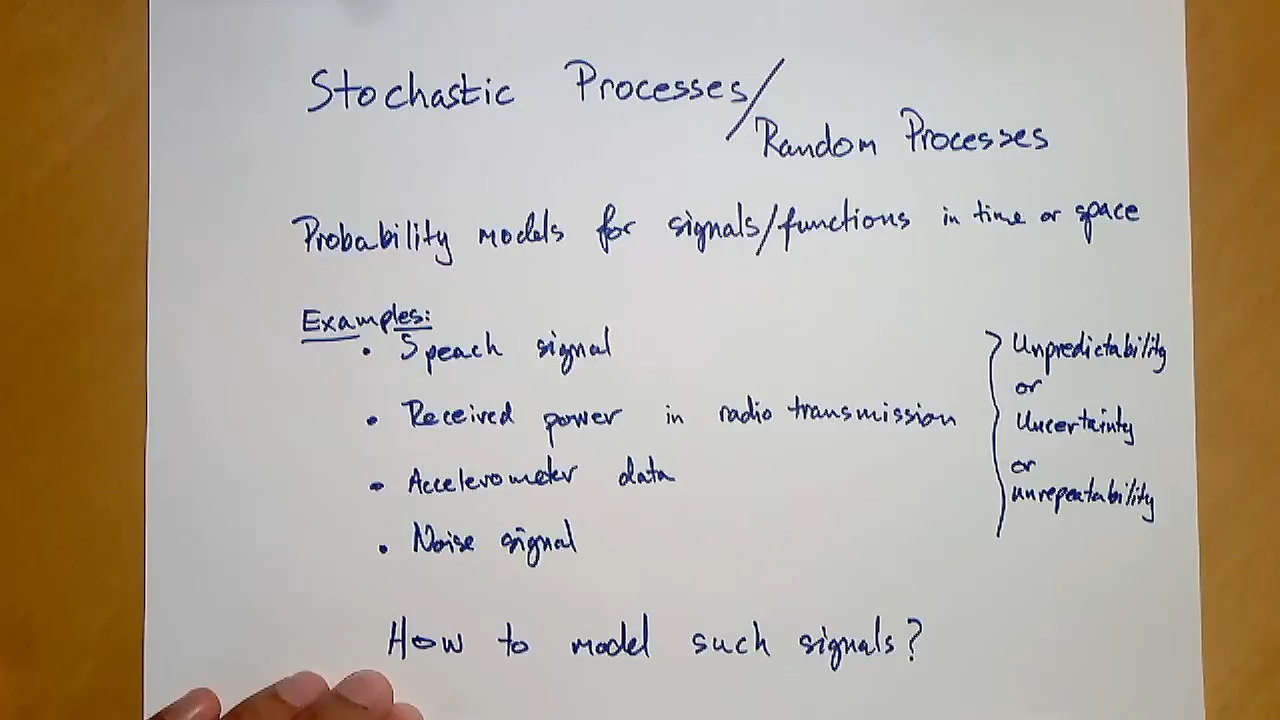 Stochastic Processes/
Random Processes
Probability models for signals/functions in time or space
Examples:
• Speach signal
• Received power in radio transmission
• Accelerometer data
• Noise signal
Unpredictability
or
Uncertainty
or
unrepeatability
How to model such signals?